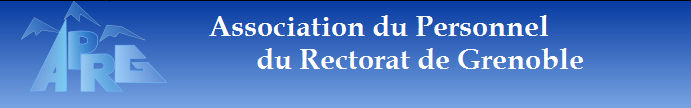 APRG
Association du Personnel
du Rectorat de Grenoble